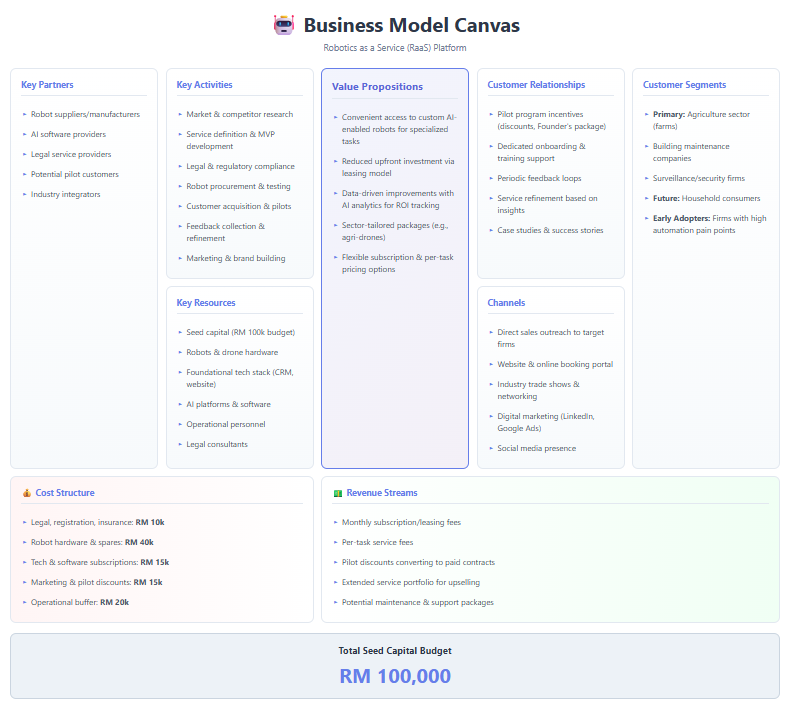 Business Model Canvas
Robotics as a Service (RaaS) Platform
Key Partners
Robot suppliers/manufacturers
AI software providers
Legal service providers
Potential pilot customers
Industry integrators
Key Activities
Market & competitor research
Service definition & MVP
development
Legal & regulatory compliance
Robot procurement & testing
Customer acquisition & pilots
Feedback collection &
refinement
Marketing & brand building
Key Resources
Seed capital (RM 100k budget)
Robots & drone hardware
Foundational tech stack (CRM,
website)
AI platforms & software
Operational personnel
Legal consultants
Value Propositions
Convenient access to custom AI-
enabled robots for specialized
tasks
Reduced upfront investment via
leasing model
Data-driven improvements with
AI analytics for ROI tracking
Sector-tailored packages (e.g.,
agri-drones)
Flexible subscription & per-task
pricing options
Customer Relationships
Pilot program incentives
(discounts, Founder's package)
Dedicated onboarding &
training support
Periodic feedback loops
Service refinement based on
insights
Case studies & success stories
Channels
Direct sales outreach to target
firms
Website & online booking portal
Industry trade shows &
networking
Digital marketing (LinkedIn,
Google Ads)
Social media presence
Customer Segments
Primary: Agriculture sector
(farms)
Building maintenance
companies
Surveillance/security firms
Future: Household consumers
Early Adopters: Firms with high
automation pain points
Cost Structure
Legal, registration, insurance: RM 10k
Robot hardware & spares: RM 40k
Tech & software subscriptions: RM 15k
Marketing & pilot discounts: RM 15k
Operational buffer: RM 20k
Revenue Streams
Monthly subscription/leasing fees
Per-task service fees
Pilot discounts converting to paid contracts
Extended service portfolio for upselling
Potential maintenance & support packages
Total Seed Capital Budget
RM 100,000